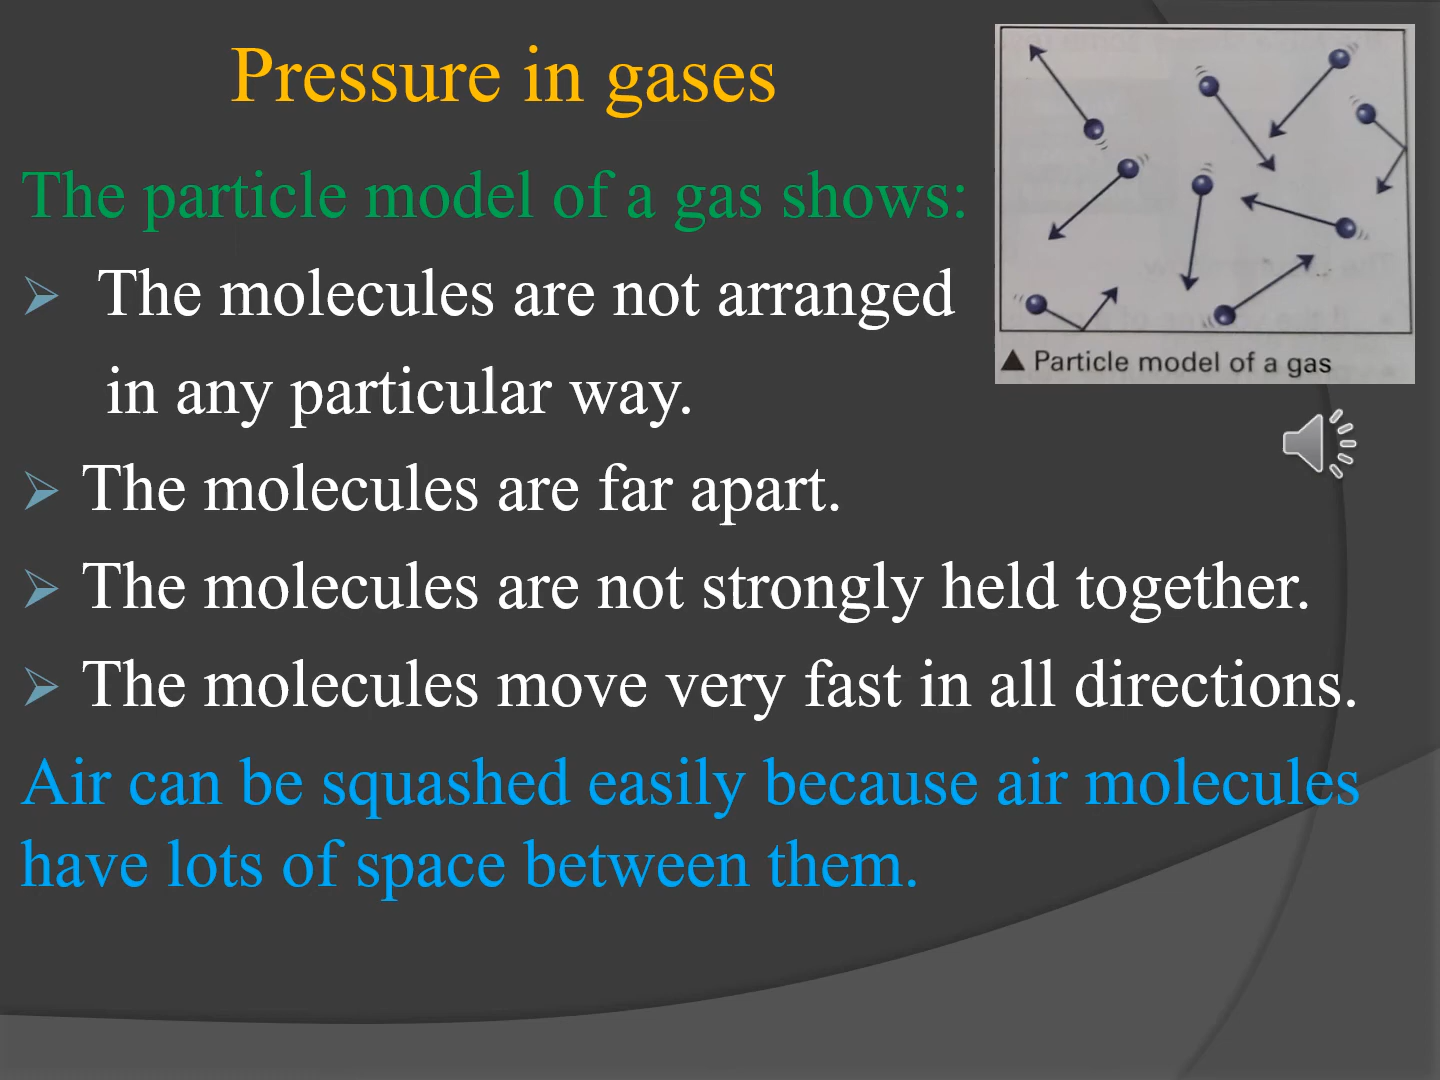 Pressure in gases
The particle model of a gas shows:
➢ The molecules are not arranged
in any particular way.
➢ The molecules are far apart.
➢ The molecules are not strongly held together.
➢ The molecules move very fast in all directions.
Air can be squashed easily because air molecules
have lots of space between them.
▲ Particle model of a gas